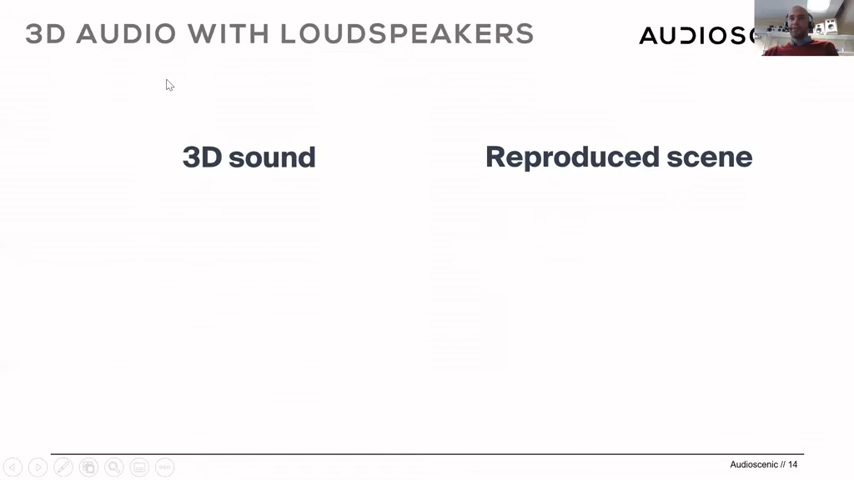 3D AUDIO WITH LOUDSPEAKERS
AUDIOSC
3D sound
Reproduced scene
Audioscenic // 14